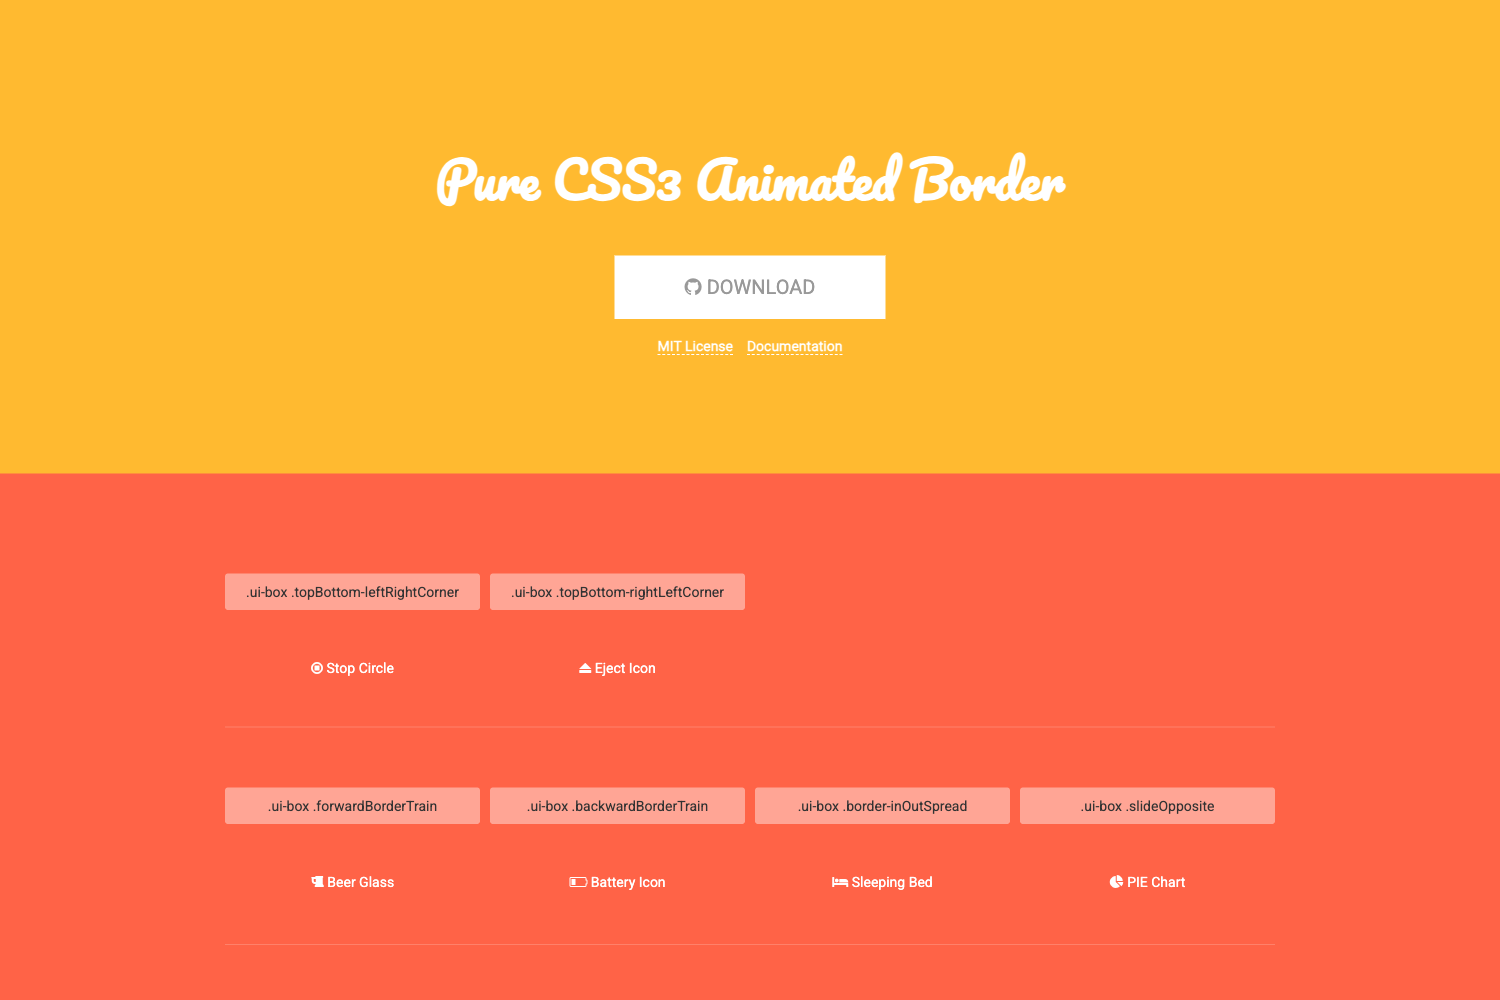 Pure CSS3 Animated Border
DOWNLOAD
MIT License Documentation
.ui-box .topBottom-leftRightCorner .ui-box .topBottom-rightLeftCorner
Stop Circle Eject Icon
.ui-box .forwardBorderTrain .ui-box .backwardBorderTrain .ui-box .border-inOutSpread .ui-box .slideOpposite
Beer Glass Battery Icon Sleeping Bed PIE Chart